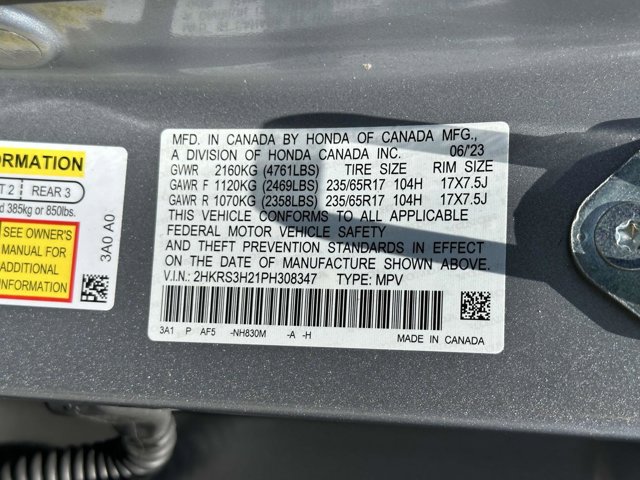 ORMATION
T 2 REAR 3
d 385kg or 850lbs.
SEE OWNER'S
MANUAL FOR
ADDITIONAL
INFORMATION
3A0 A0
MFD. IN CANADA BY HONDA OF CANADA MFG.,
A DIVISION OF HONDA CANADA INC. 06/23
GVWR 2160KG (4761LBS) TIRE SIZE RIM SIZE
GAWR F 1120KG (2469LBS) 235/65R17 104H 17X7.5J
GAWR R 1070KG (2358LBS) 235/65R17 104H 17X7.5J
THIS VEHICLE CONFORMS TO ALL APPLICABLE
FEDERAL MOTOR VEHICLE SAFETY
AND THEFT PREVENTION STANDARDS IN EFFECT
ON THE DATE OF MANUFACTURE SHOWN ABOVE.
V.I.N.: 2HKRS3H21PH308347 TYPE: MPV
3A1 P AF5 -NH830M -A -H
MADE IN CANADA